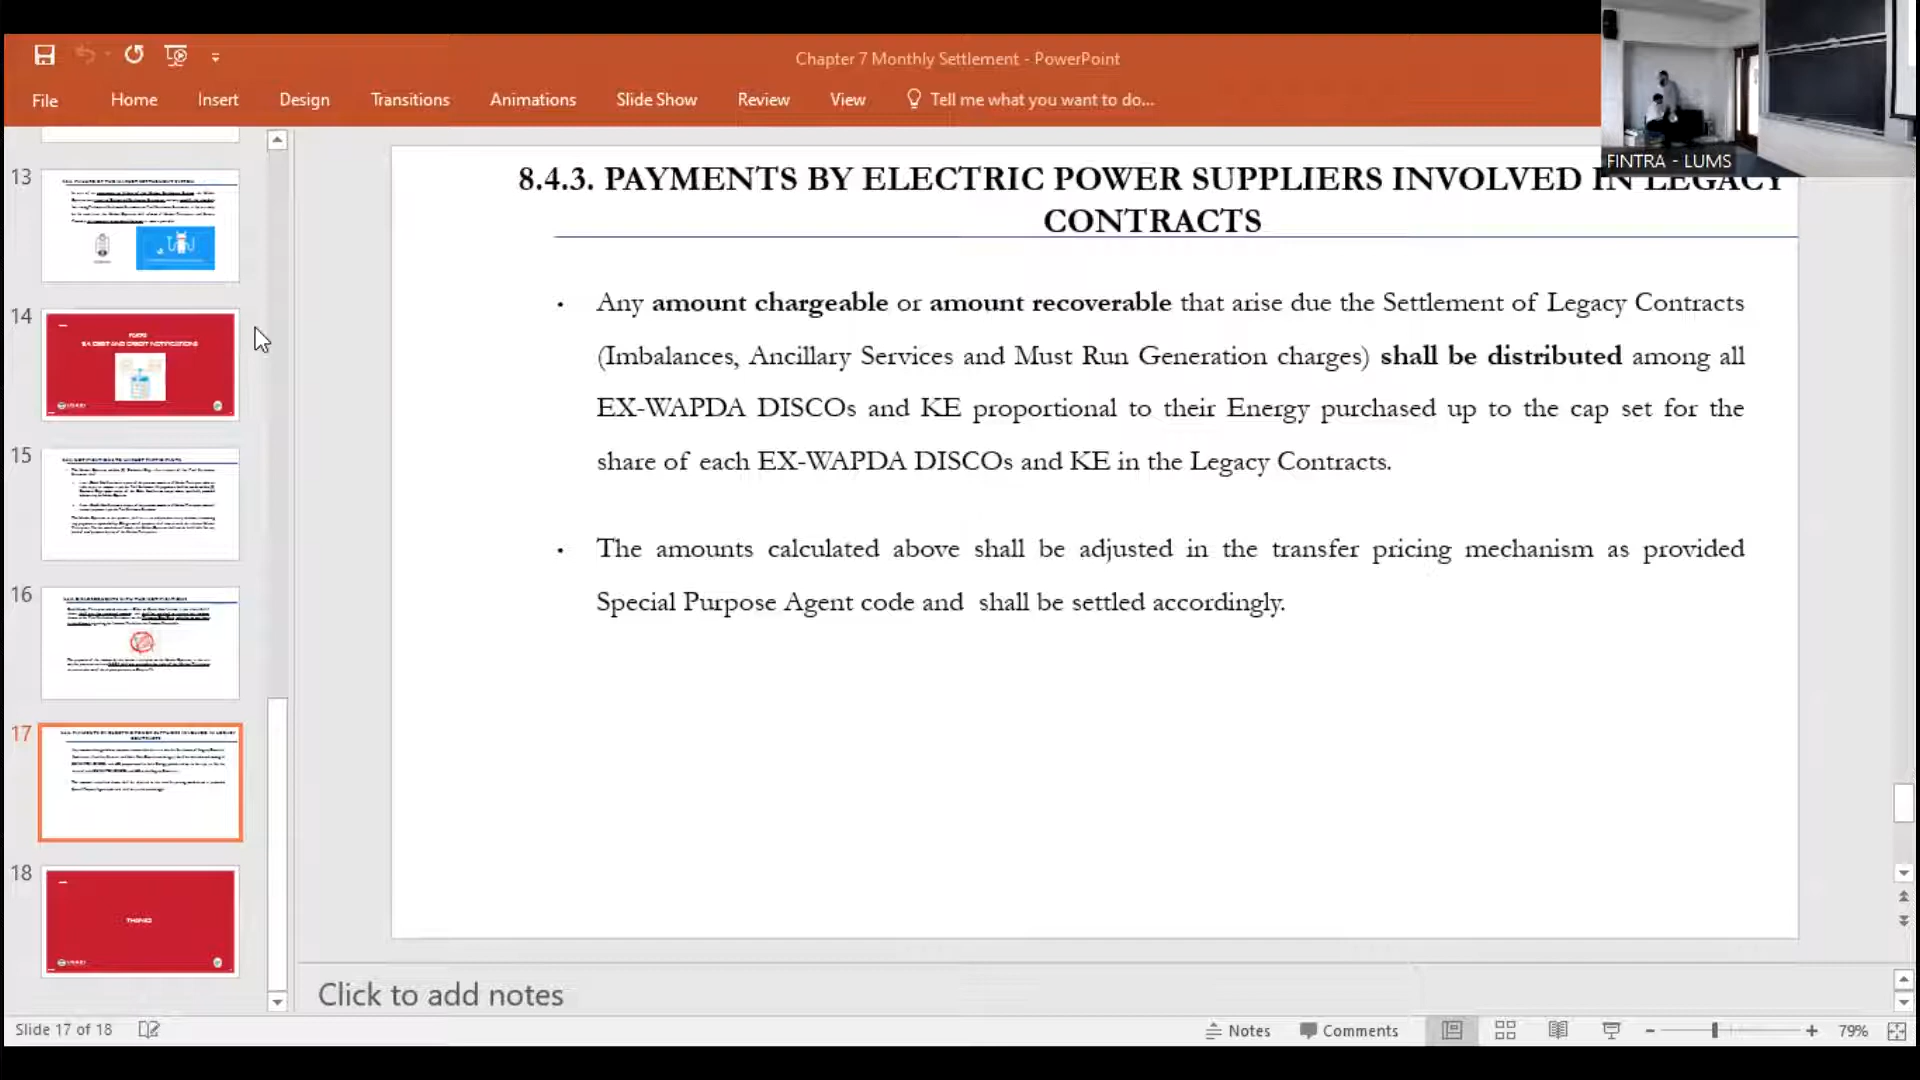 Chapter 7 Monthly Settlement - PowerPoint
File Home Insert Design Transitions Animations Slide Show Review View Tell me what you want to do...
FINTRA - LUMS
13
14
15
16
17
18
THANKS
8.4.3. PAYMENTS BY ELECTRIC POWER SUPPLIERS INVOLVED IN LEGACY
CONTRACTS
• Any amount chargeable or amount recoverable that arise due the Settlement of Legacy Contracts
(Imbalances, Ancillary Services and Must Run Generation charges) shall be distributed among all
EX-WAPDA DISCOs and KE proportional to their Energy purchased up to the cap set for the
share of each EX-WAPDA DISCOs and KE in the Legacy Contracts.
• The amounts calculated above shall be adjusted in the transfer pricing mechanism as provided
Special Purpose Agent code and shall be settled accordingly.
Click to add notes
Slide 17 of 18
Notes Comments 79%